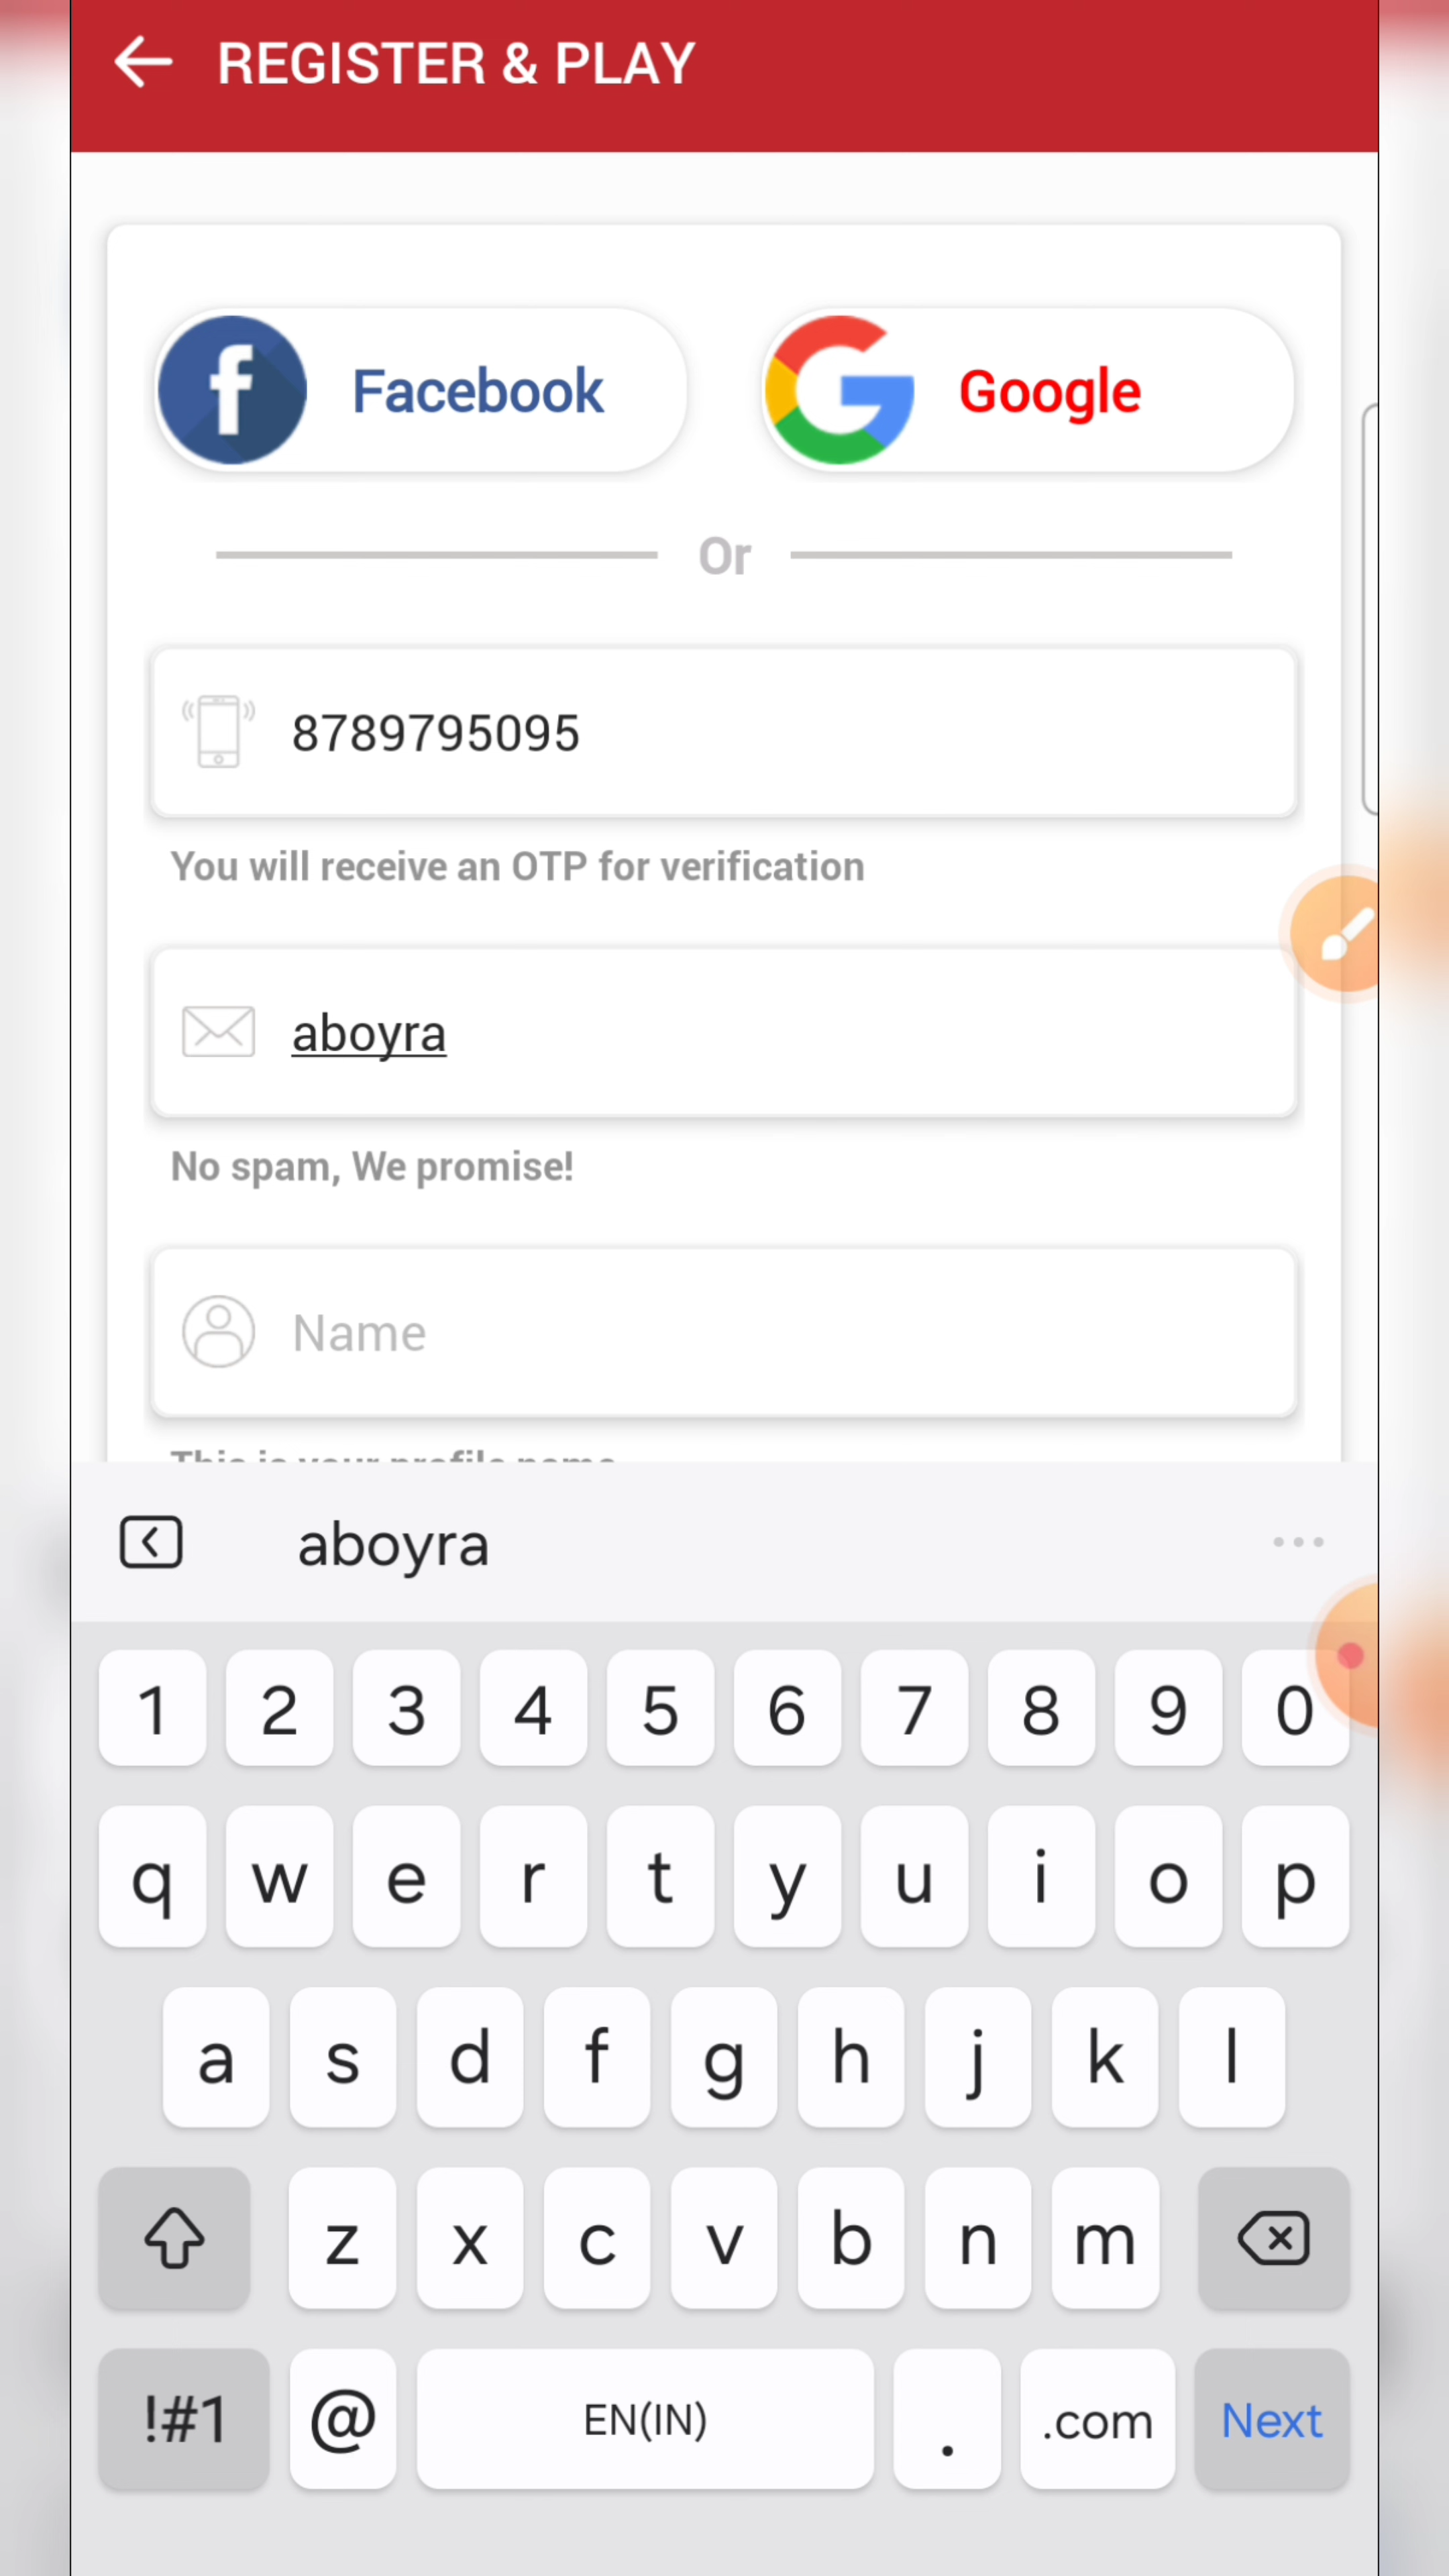 REGISTER & PLAY
Facebook
Google
Or
8789795095
You will receive an OTP for verification
aboyra
No spam, We promise!
Name
This is your profile name
aboyra
1 2 3 4 5 6 7 8 9 0
q w e r t y u i o p
a s d f g h j k l
z x c v b n m
!#1 @ EN(IN) . .com Next